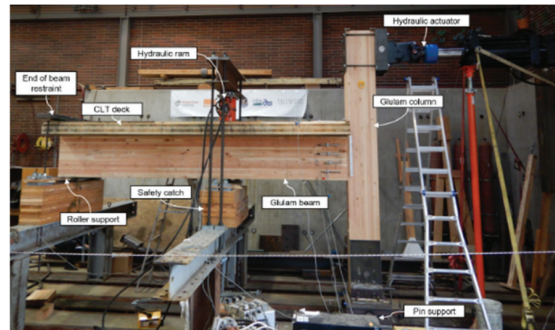 Hydraulic actuator
Hydraulic ram
End of beam
restraint
CLT deck
Glulam column
Safety catch
Roller support
Glulam beam
Pin support